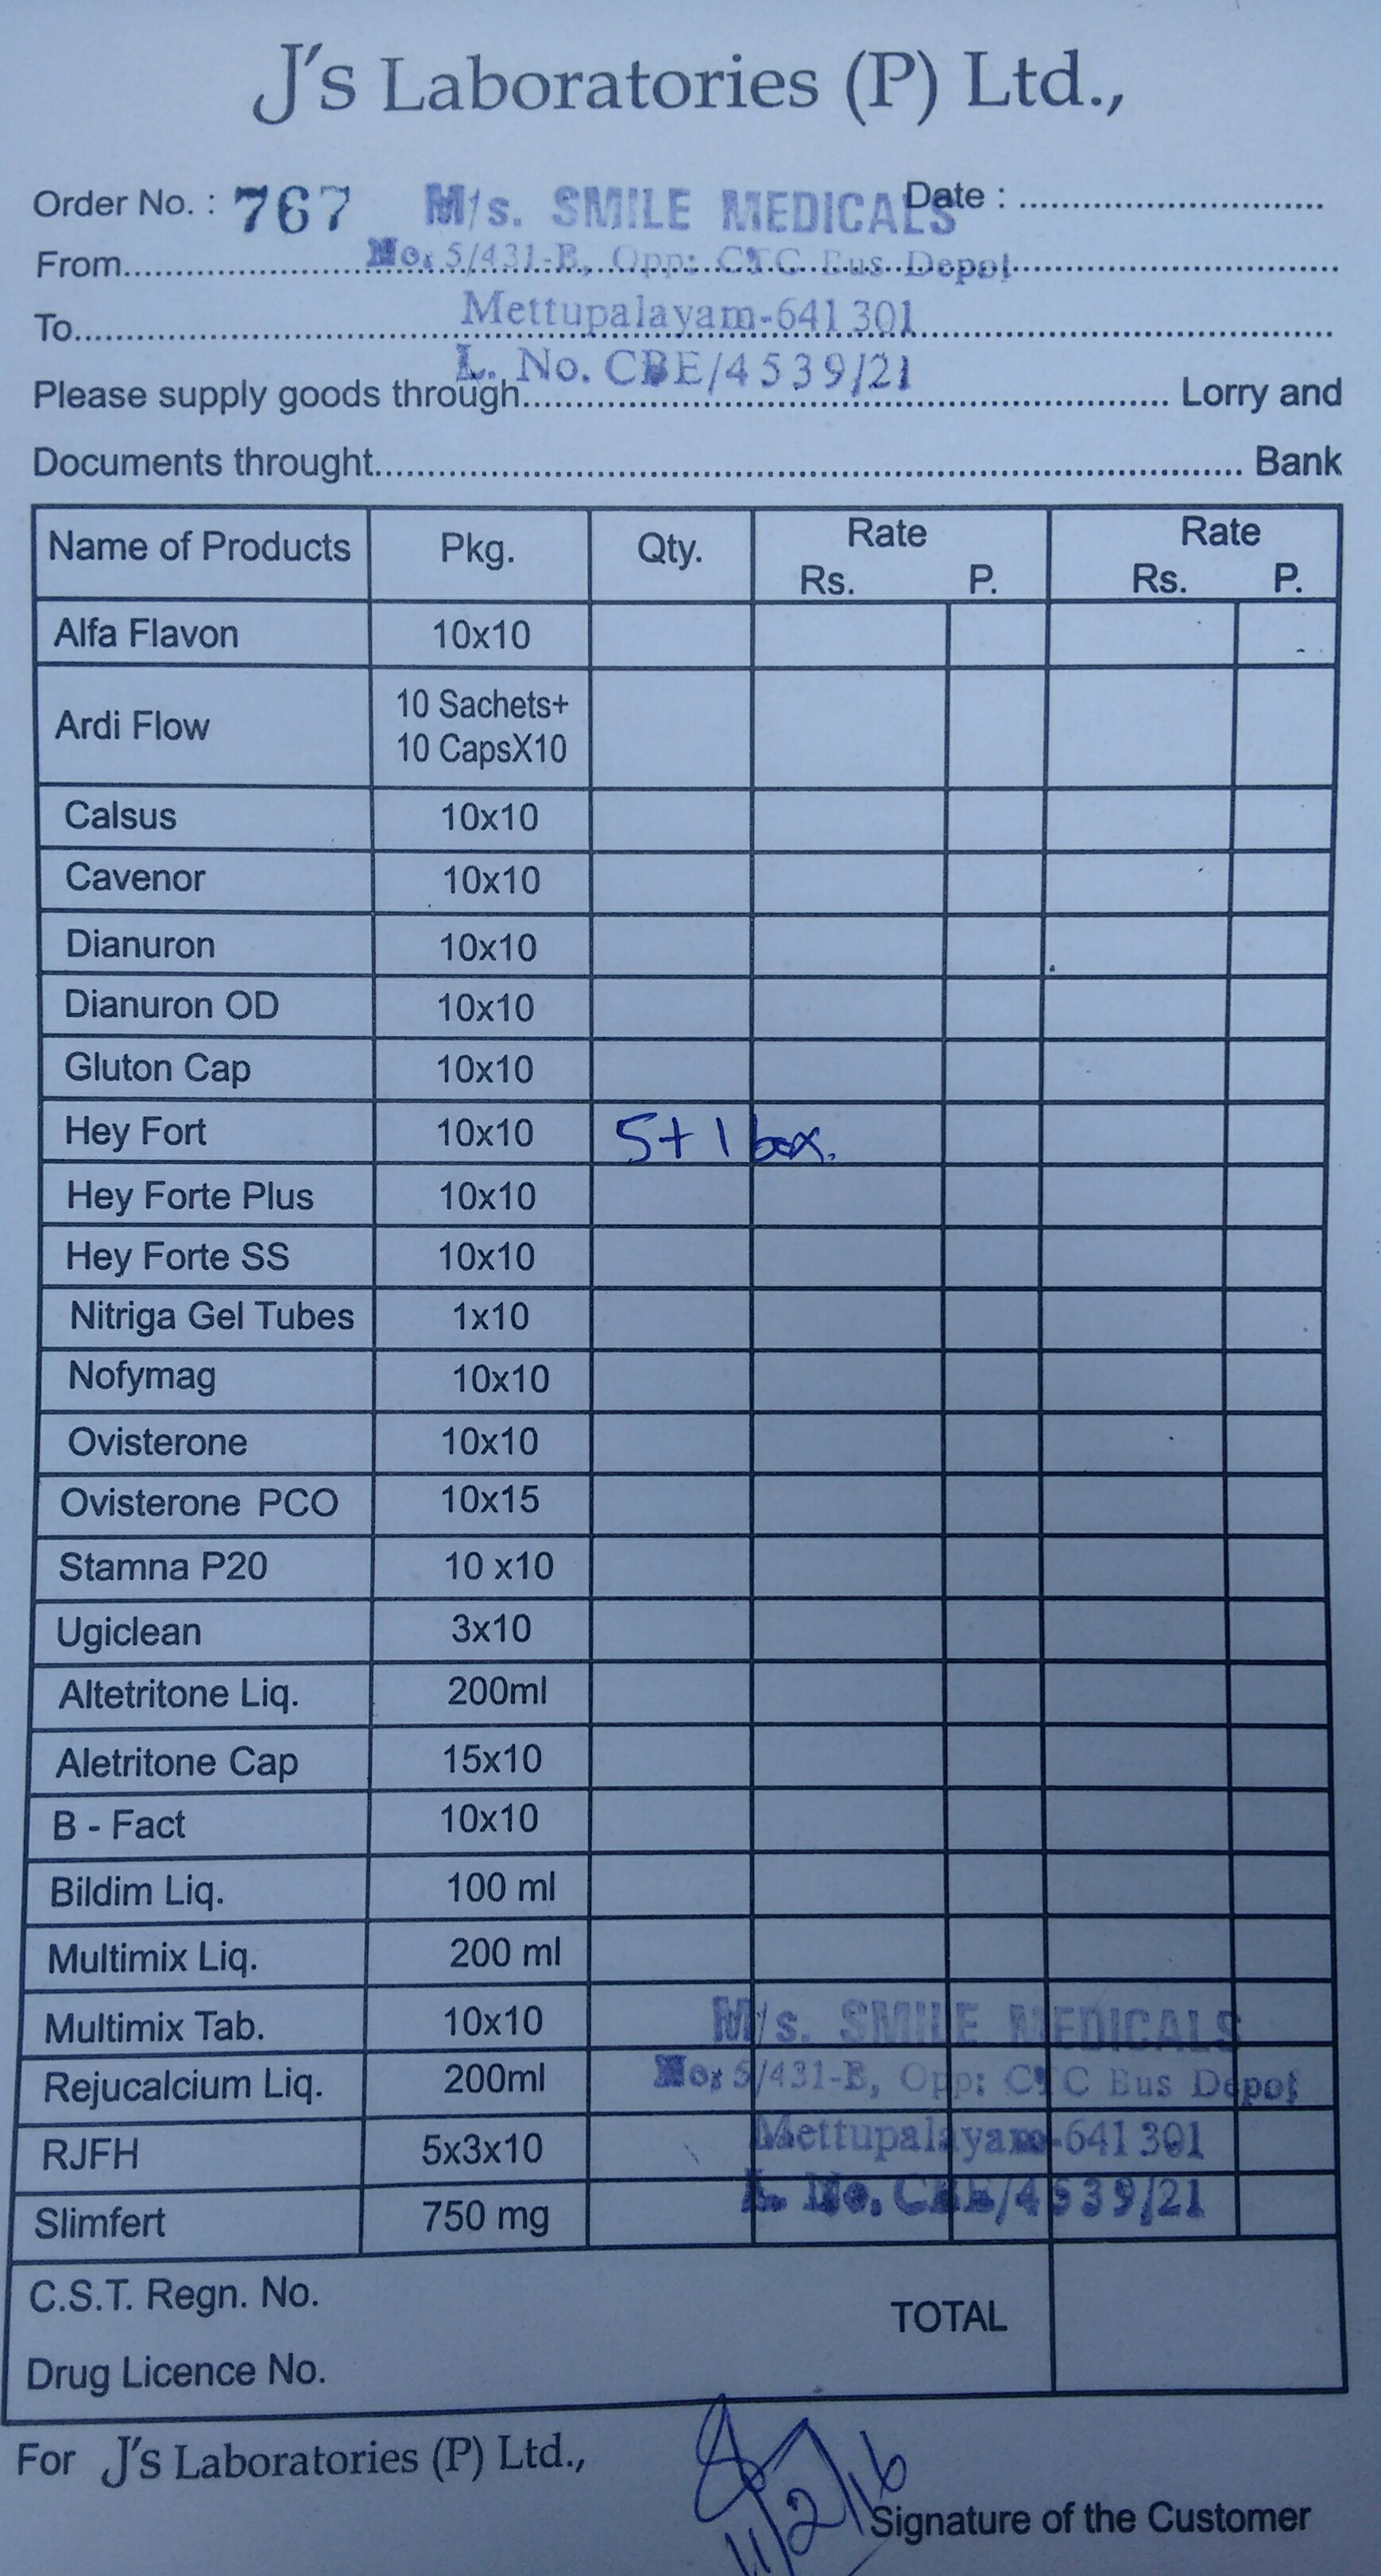 J's Laboratories (P) Ltd.,
Order No. : 767 M/s. SMILE MEDICALS Date : ..............................
From.......... No. 5/431-B, Opp: CTC Bus Depot ..........
To.......... Mettupalayam-641 301 ..........
L. No. CBE/4539/21
Please supply goods through.......... Lorry and
Documents throught.......... Bank
Name of Products Pkg. Qty. Rate Rate
Rs. P. Rs. P.
Alfa Flavon 10x10
Ardi Flow 10 Sachets+
10 CapsX10
Calsus 10x10
Cavenor 10x10
Dianuron 10x10
Dianuron OD 10x10
Gluton Cap 10x10
Hey Fort 10x10 5+1 box.
Hey Forte Plus 10x10
Hey Forte SS 10x10
Nitriga Gel Tubes 1x10
Nofymag 10x10
Ovisterone 10x10
Ovisterone PCO 10x15
Stamna P20 10 x10
Ugiclean 3x10
Altetritone Liq. 200ml
Aletritone Cap 15x10
B - Fact 10x10
Bildim Liq. 100 ml
Multimix Liq. 200 ml
Multimix Tab. 10x10 M/s. SMILE MEDICALS
Rejucalcium Liq. 200ml No: 5/431-B, Opp: CTC Bus Depot
RJFH 5x3x10 Mettupalayam-641 301
Slimfert 750 mg L. No. CBE/4539/21
C.S.T. Regn. No.
TOTAL
Drug Licence No.
For J's Laboratories (P) Ltd.,
11/2/16
Signature of the Customer